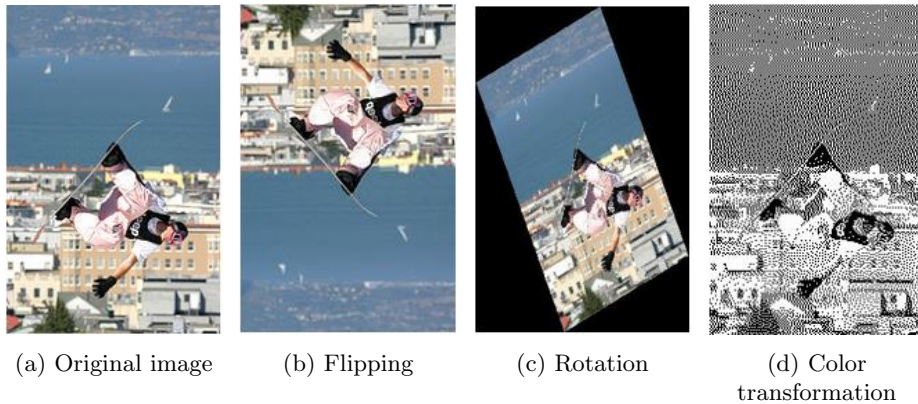 (a) Original image
(b) Flipping
(c) Rotation
(d) Color
transformation